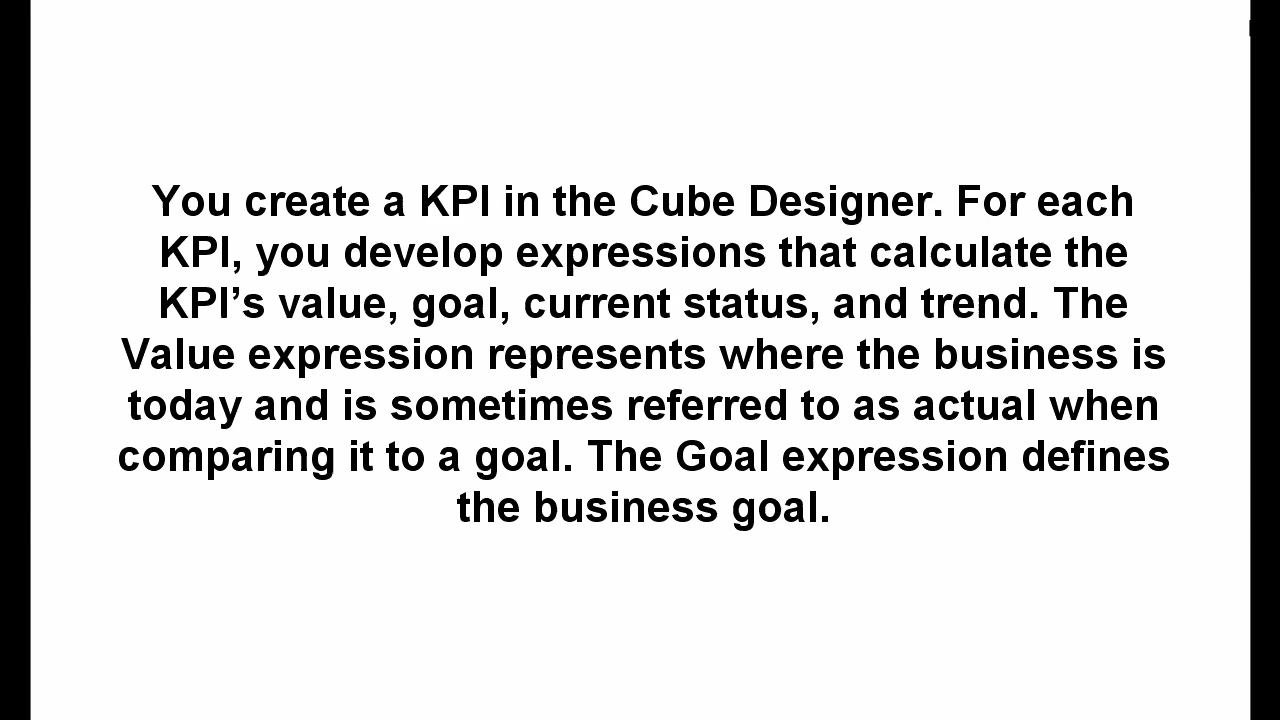 You create a KPI in the Cube Designer. For each
KPI, you develop expressions that calculate the
KPI’s value, goal, current status, and trend. The
Value expression represents where the business is
today and is sometimes referred to as actual when
comparing it to a goal. The Goal expression defines
the business goal.